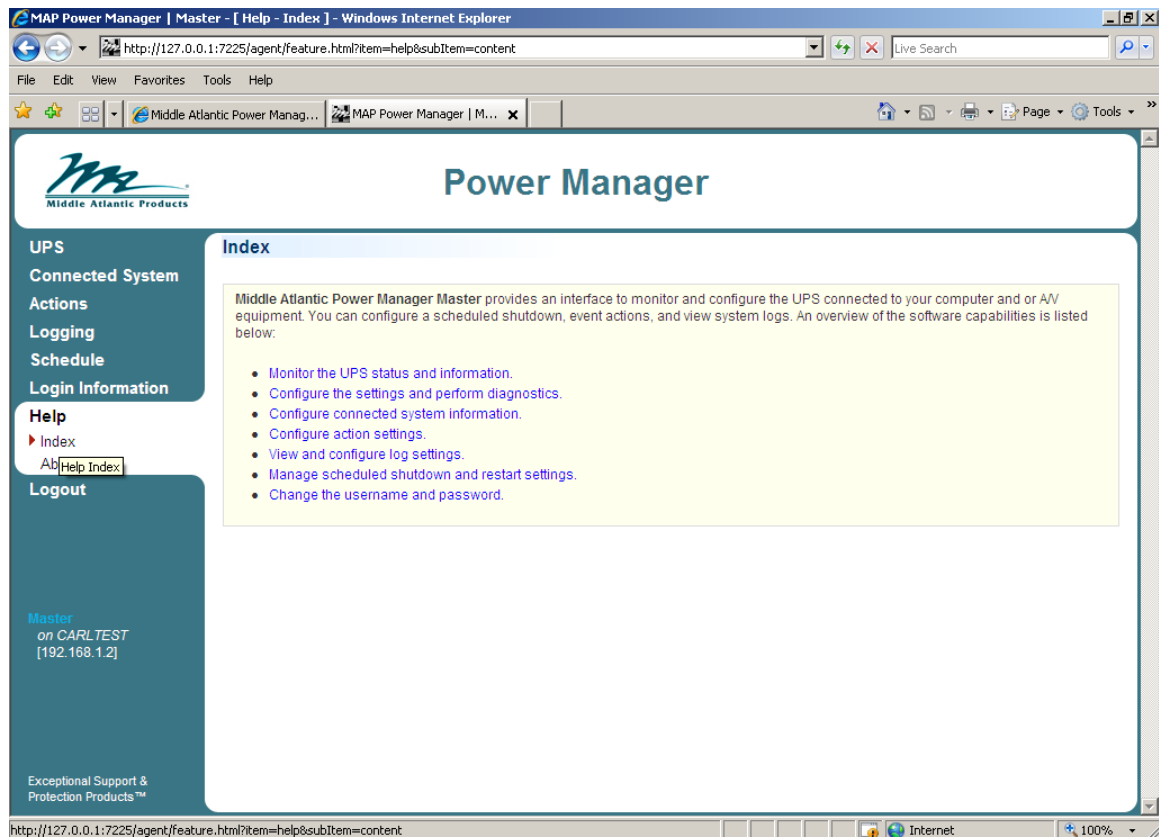 MAP Power Manager | Master - [ Help - Index ] - Windows Internet Explorer
http://127.0.0.1:7225/agent/feature.html?item=help&subItem=content
Live Search
File Edit View Favorites Tools Help
Middle Atlantic Power Manag...
MAP Power Manager | M...
Page
Tools
Middle Atlantic Products
Power Manager
UPS
Connected System
Actions
Logging
Schedule
Login Information
Help
Index
Ab
Help Index
Logout
Master
on CARLTEST
[192.168.1.2]
Exceptional Support &
Protection Products™
Index
Middle Atlantic Power Manager Master provides an interface to monitor and configure the UPS connected to your computer and or A/V
equipment. You can configure a scheduled shutdown, event actions, and view system logs. An overview of the software capabilities is listed
below:
• Monitor the UPS status and information.
• Configure the settings and perform diagnostics.
• Configure connected system information.
• Configure action settings.
• View and configure log settings.
• Manage scheduled shutdown and restart settings.
• Change the username and password.
http://127.0.0.1:7225/agent/feature.html?item=help&subItem=content
Internet
100%